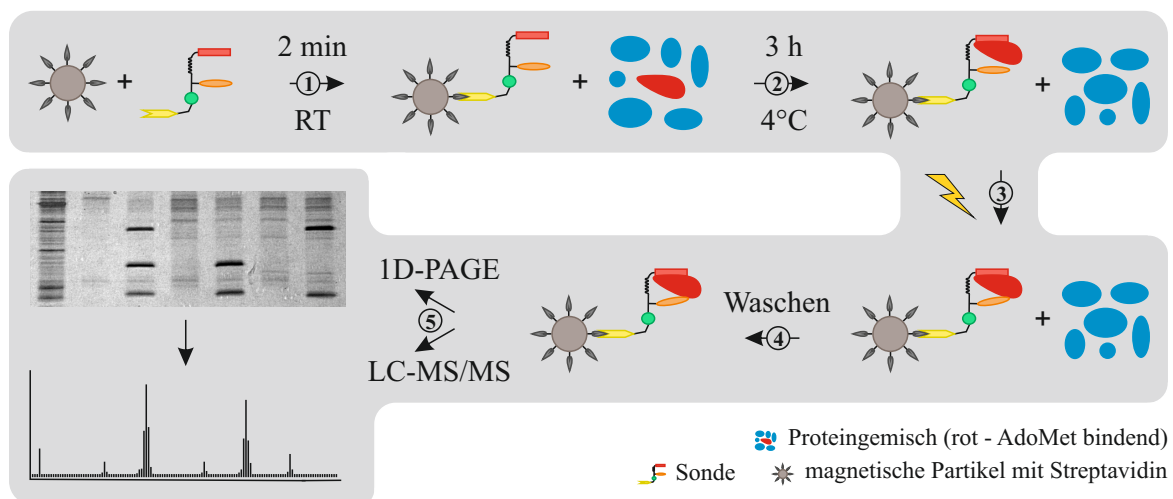 +
2 min
1
RT
+
3 h
2
4°C
+
3
1D-PAGE
5
LC-MS/MS
Waschen
4
+
Proteingemisch (rot - AdoMet bindend)
Sonde
magnetische Partikel mit Streptavidin